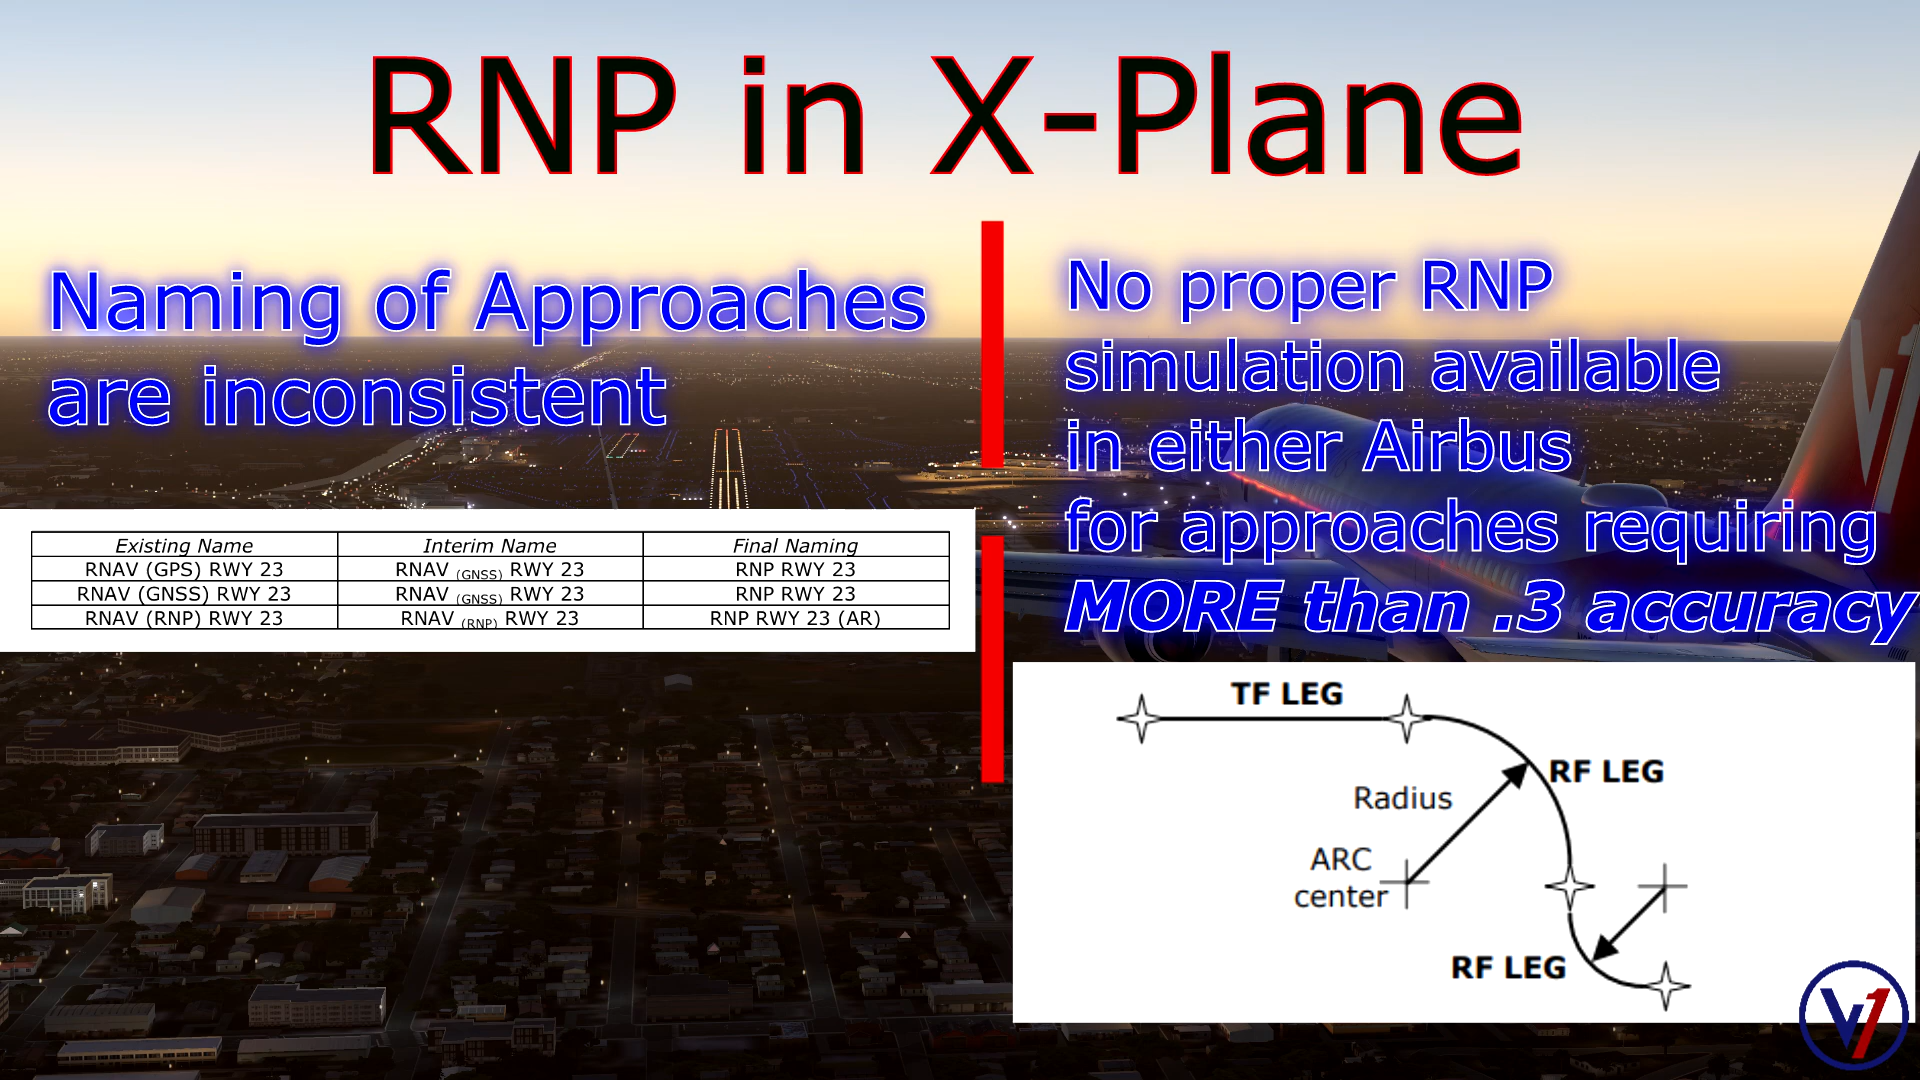 RNP in X-Plane
Naming of Approaches
are inconsistent
Existing Name Interim Name Final Naming
RNAV (GPS) RWY 23 RNAV (GNSS) RWY 23 RNP RWY 23
RNAV (GNSS) RWY 23 RNAV (GNSS) RWY 23 RNP RWY 23
RNAV (RNP) RWY 23 RNAV (RNP) RWY 23 RNP RWY 23 (AR)
No proper RNP
simulation available
in either Airbus
for approaches requiring
MORE than .3 accuracy
TF LEG
RF LEG
Radius
ARC
center
RF LEG
V1
V1